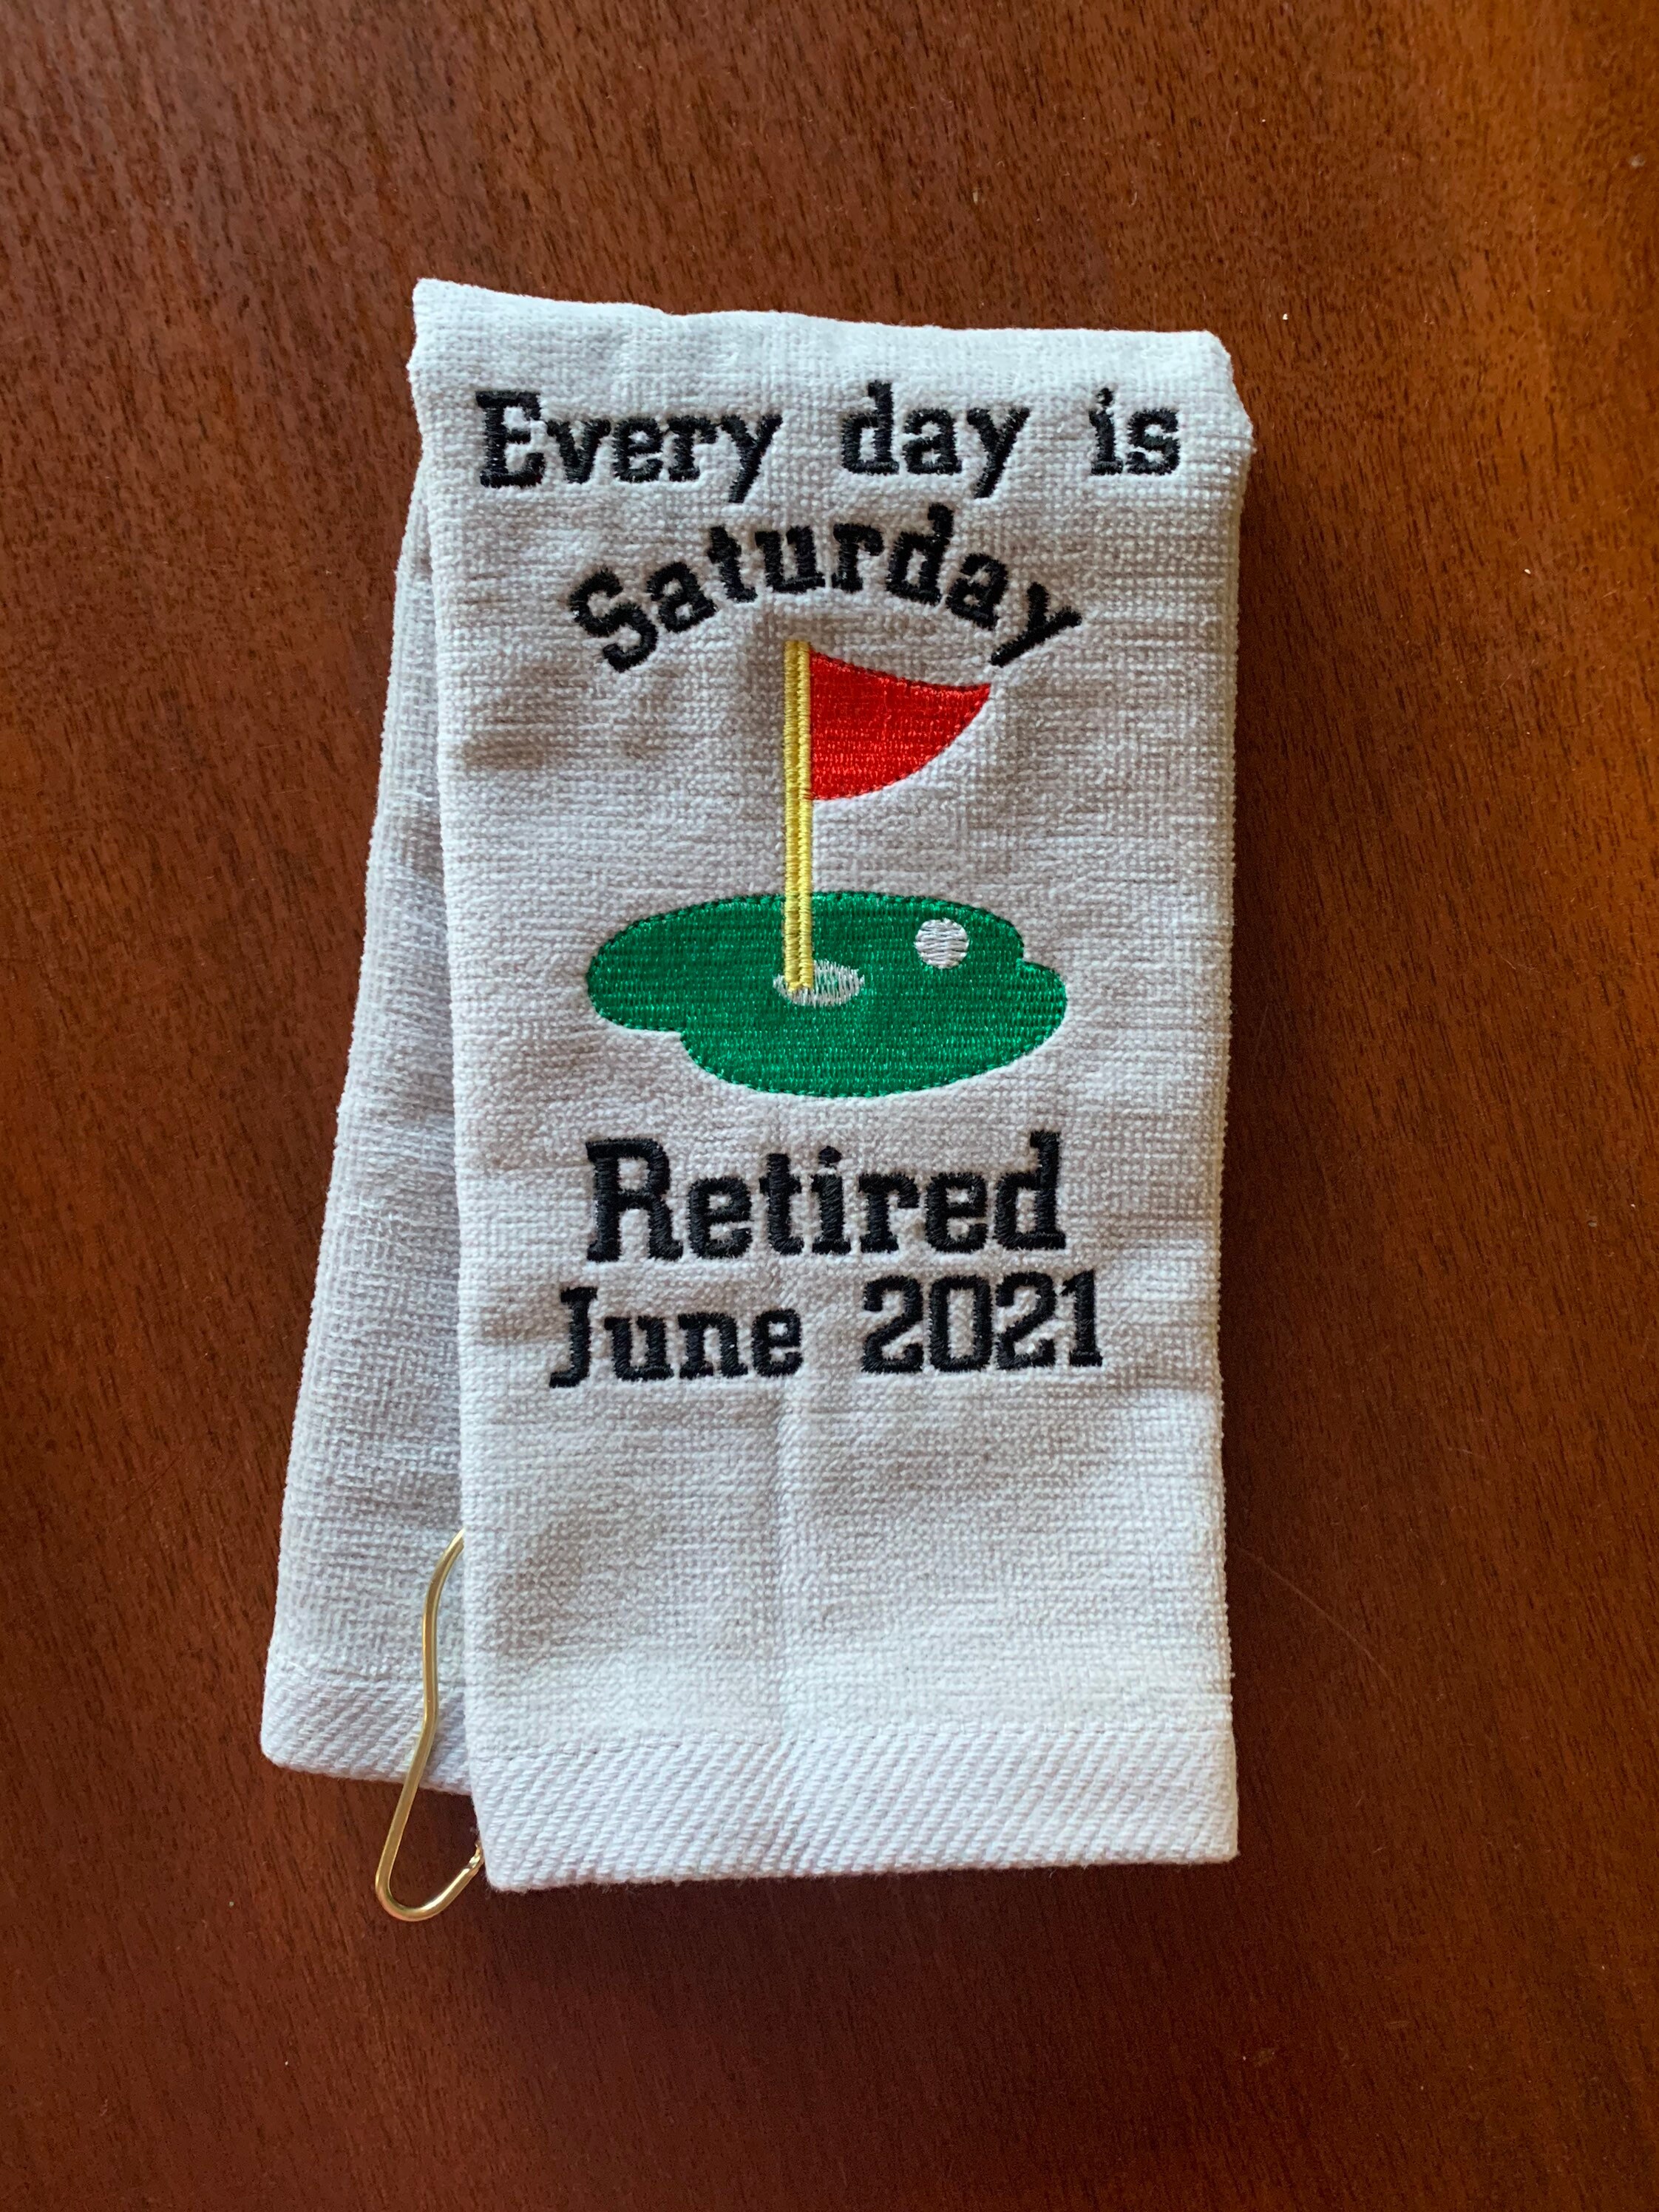 Every day is
Saturday
Retired
June 2021